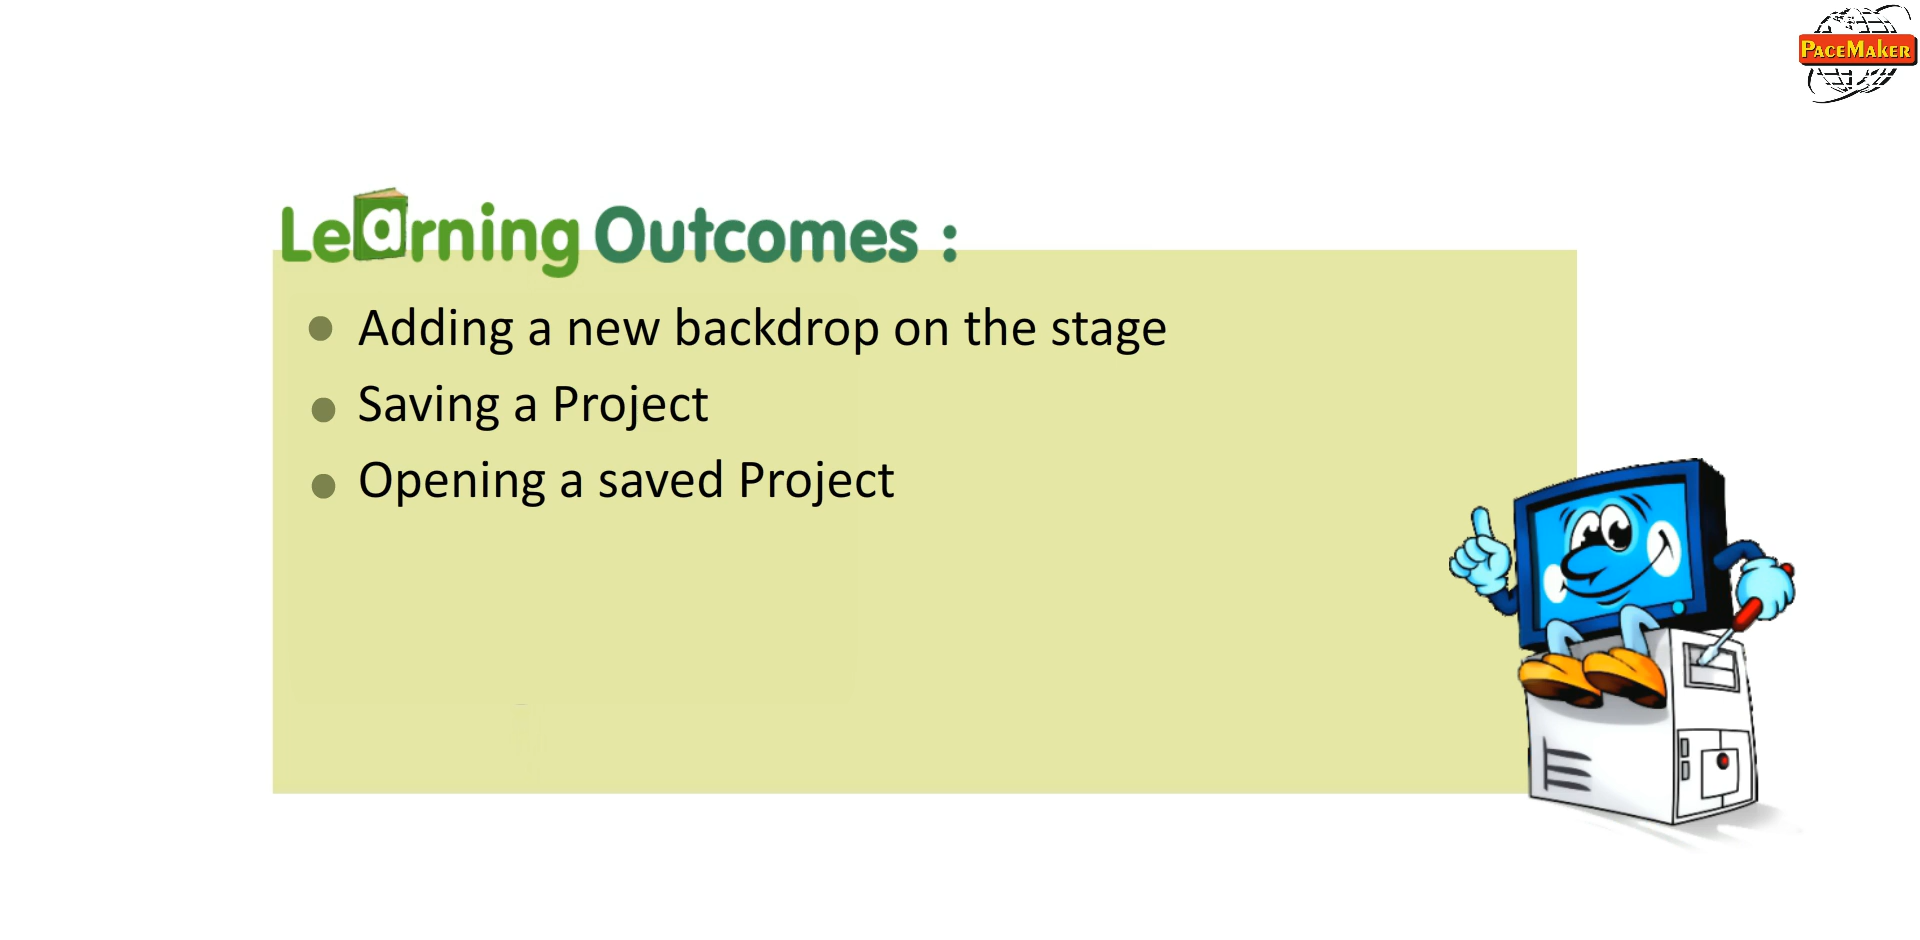 PACEMAKER
Learning Outcomes :
Adding a new backdrop on the stage
Saving a Project
Opening a saved Project